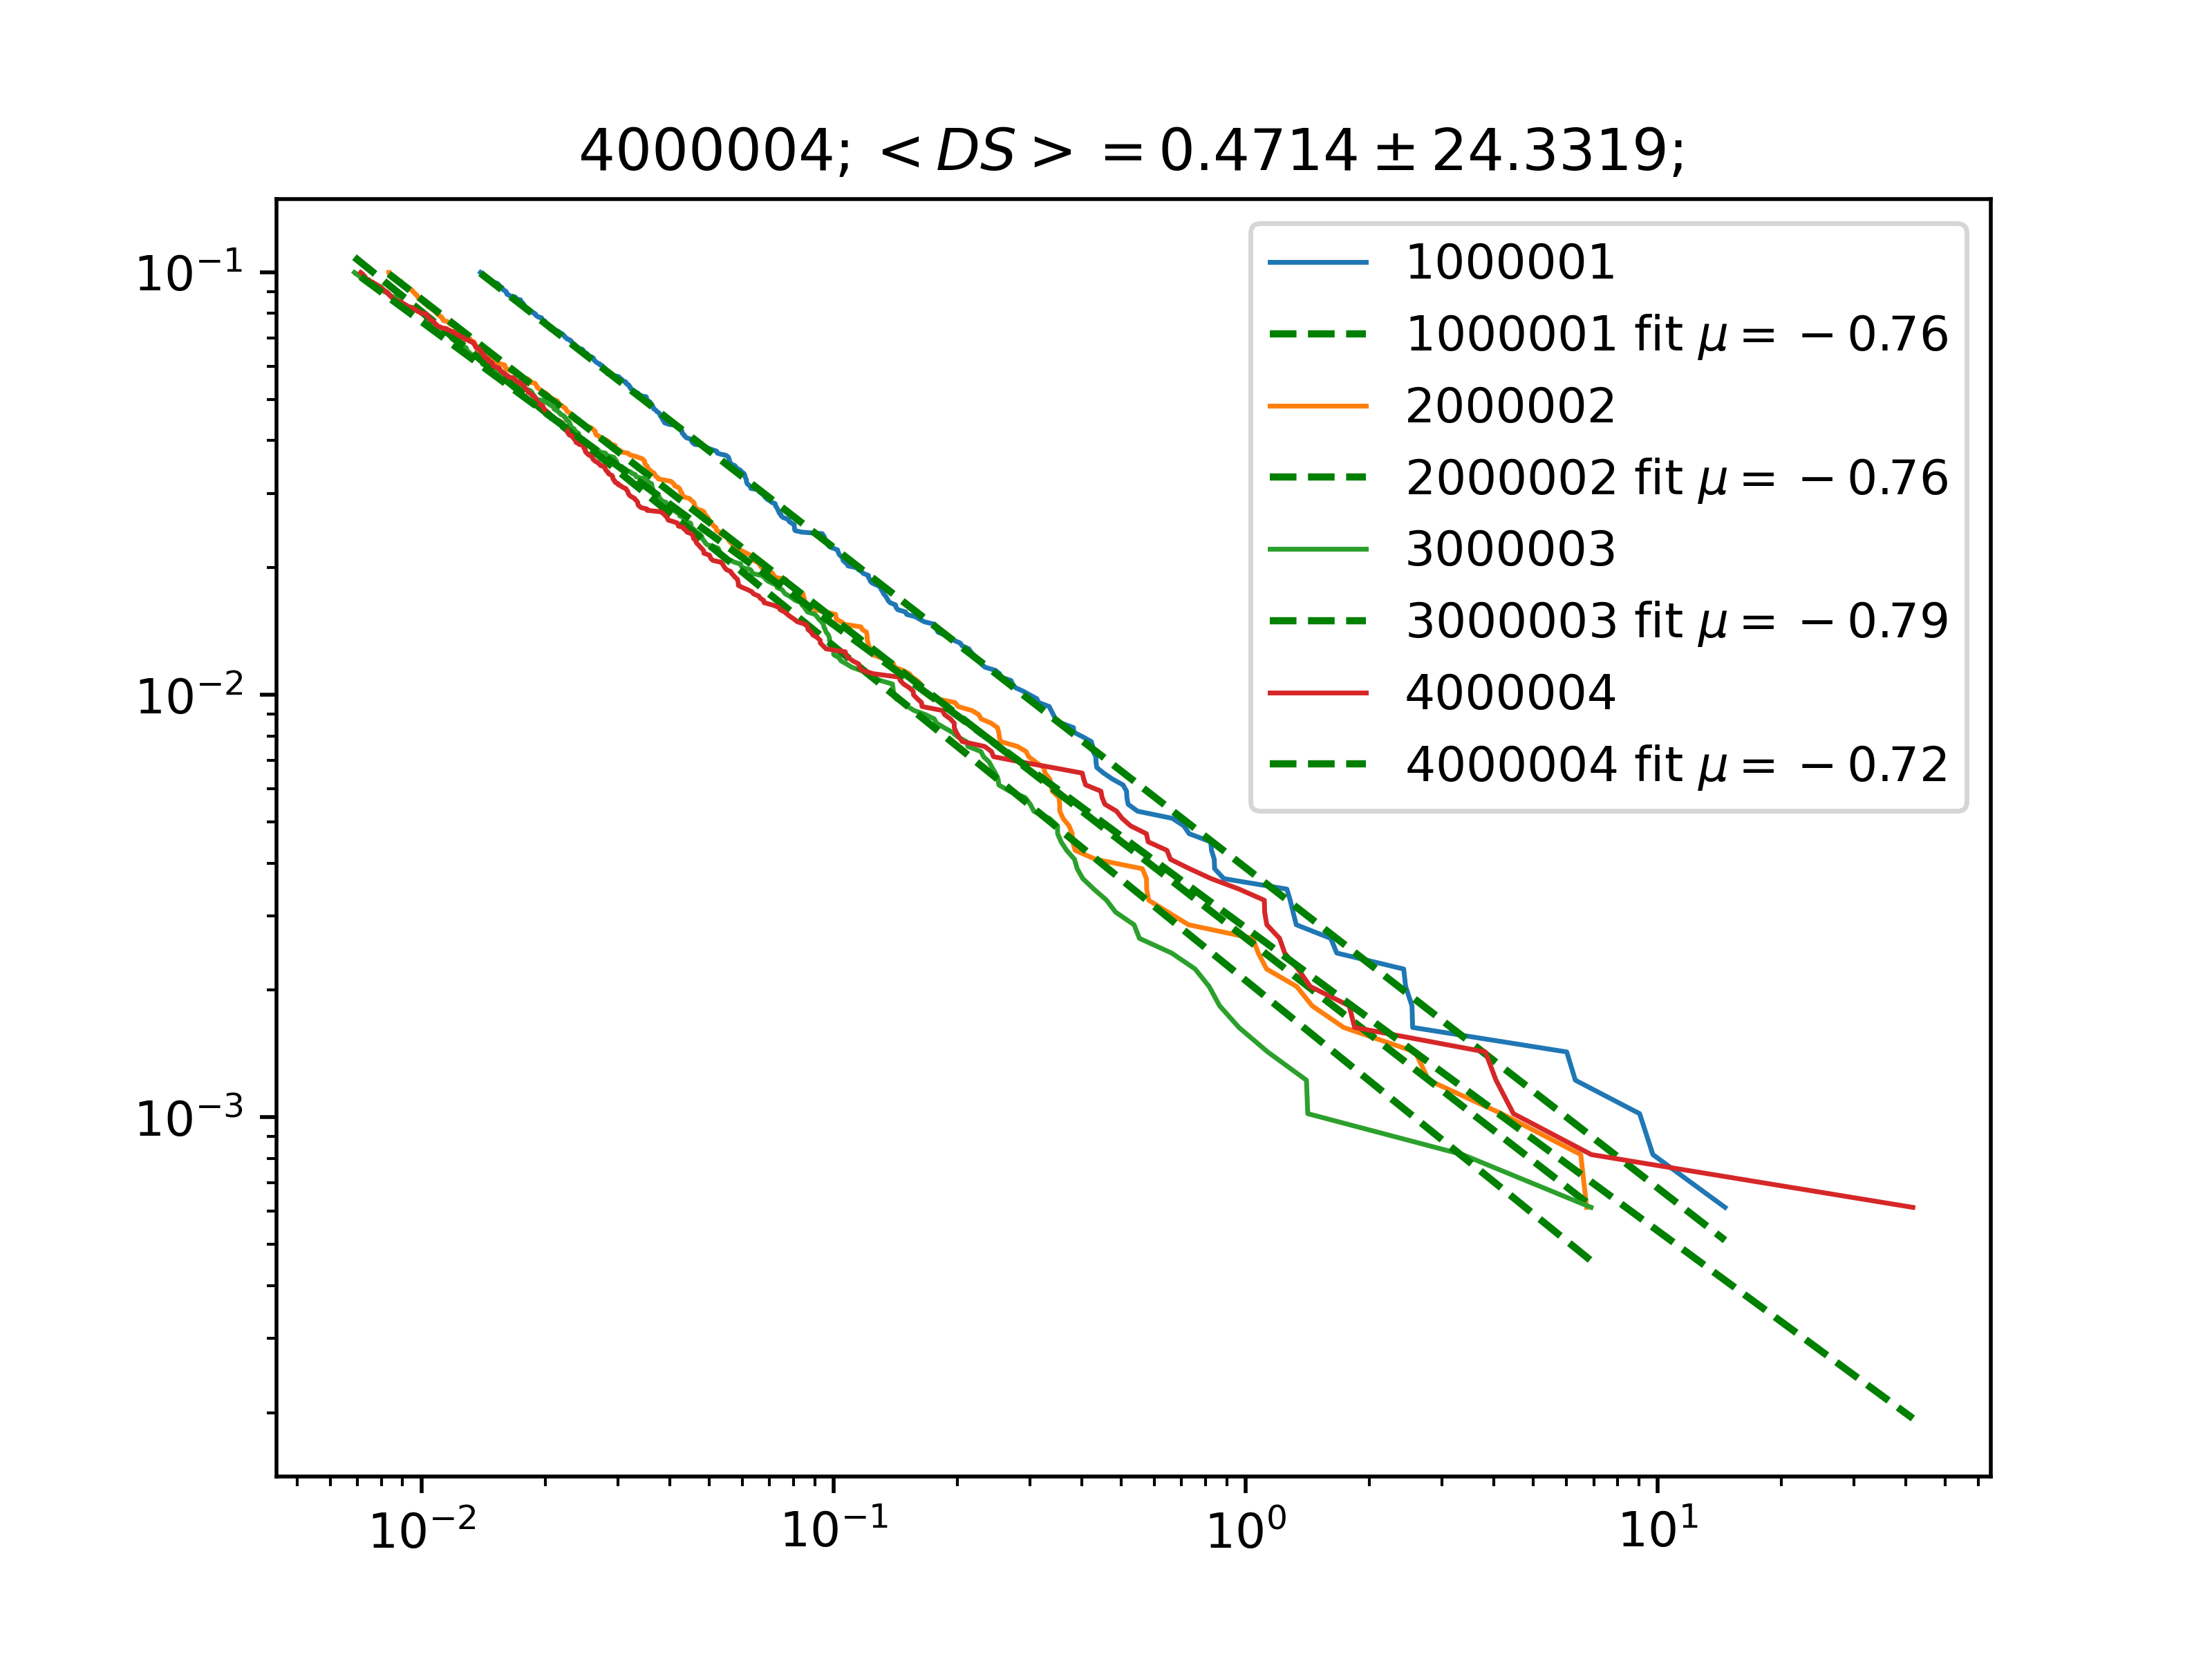 4000004; < DS > = 0.4714 ± 24.3319;
10⁻¹
10⁻²
10⁻³
10⁻² 10⁻¹ 10⁰ 10¹
1000001
1000001 fit μ = − 0.76
2000002
2000002 fit μ = − 0.76
3000003
3000003 fit μ = − 0.79
4000004
4000004 fit μ = − 0.72